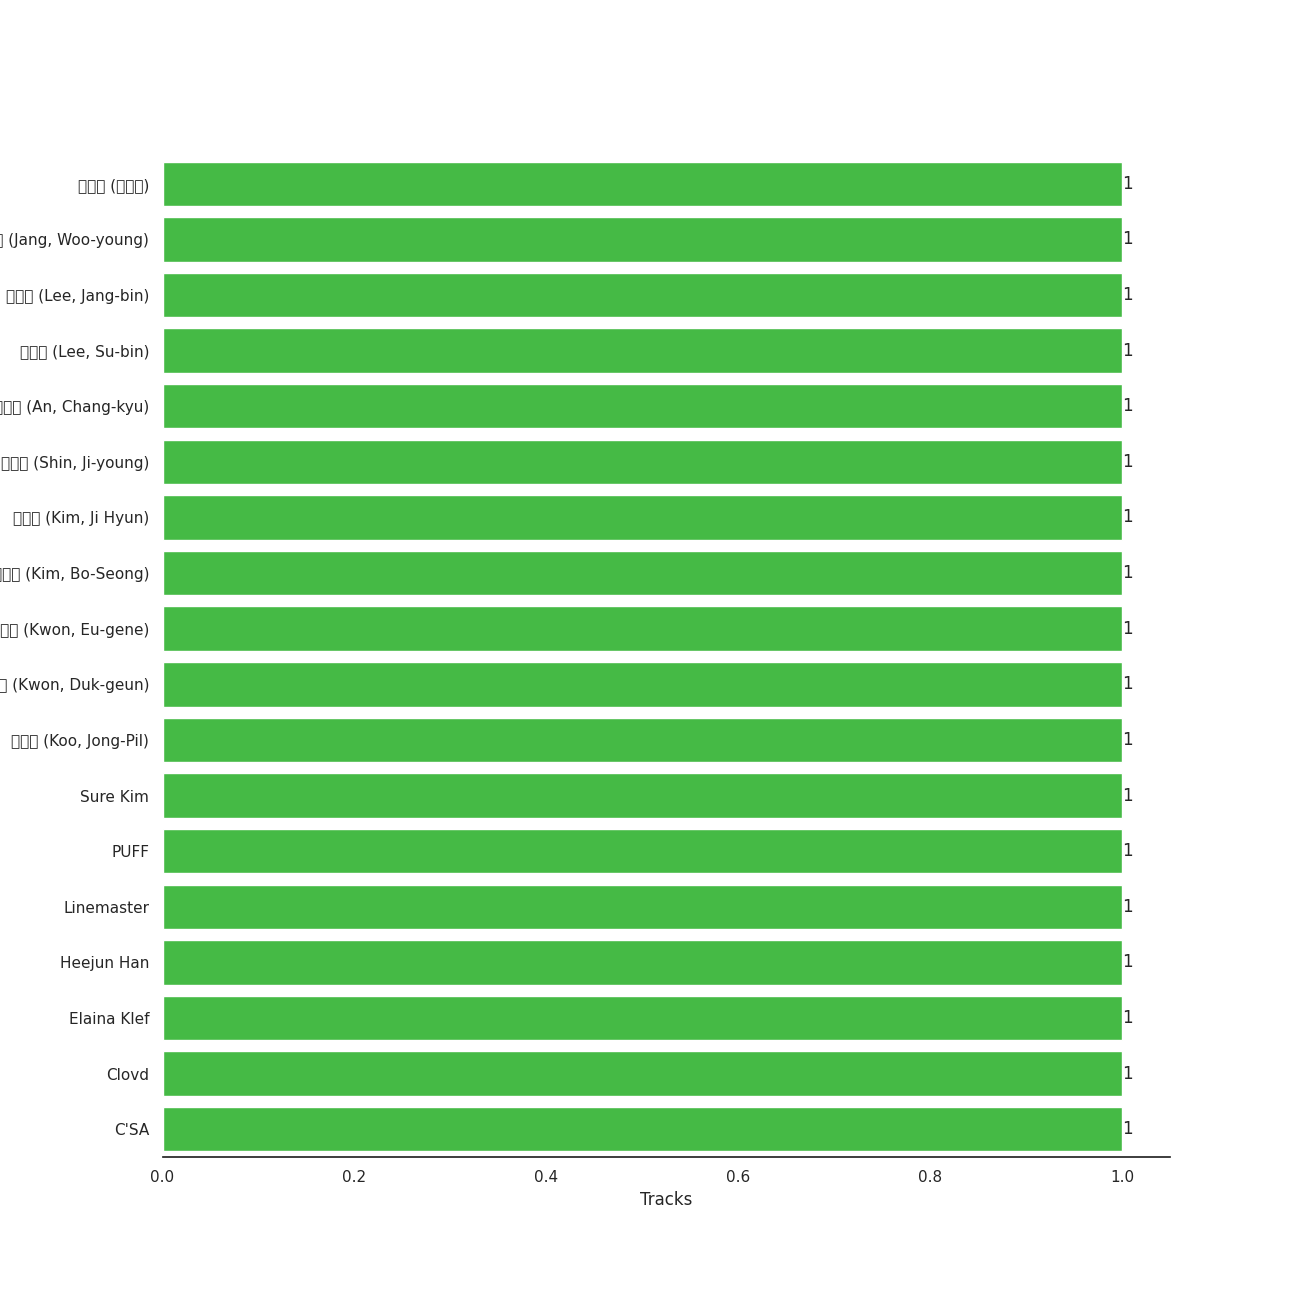 1
(Jang, Woo-young) 1
(Lee, Jang-bin) 1
(Lee, Su-bin) 1
(An, Chang-kyu) 1
(Shin, Ji-young) 1
(Kim, Ji Hyun) 1
(Kim, Bo-Seong) 1
(Kwon, Eu-gene) 1
(Kwon, Duk-geun) 1
(Koo, Jong-Pil) 1
Sure Kim 1
PUFF 1
Linemaster 1
Heejun Han 1
Elaina Klef 1
Clovd 1
C'SA 1
0.0 0.2 0.4 0.6 0.8 1.0
Tracks